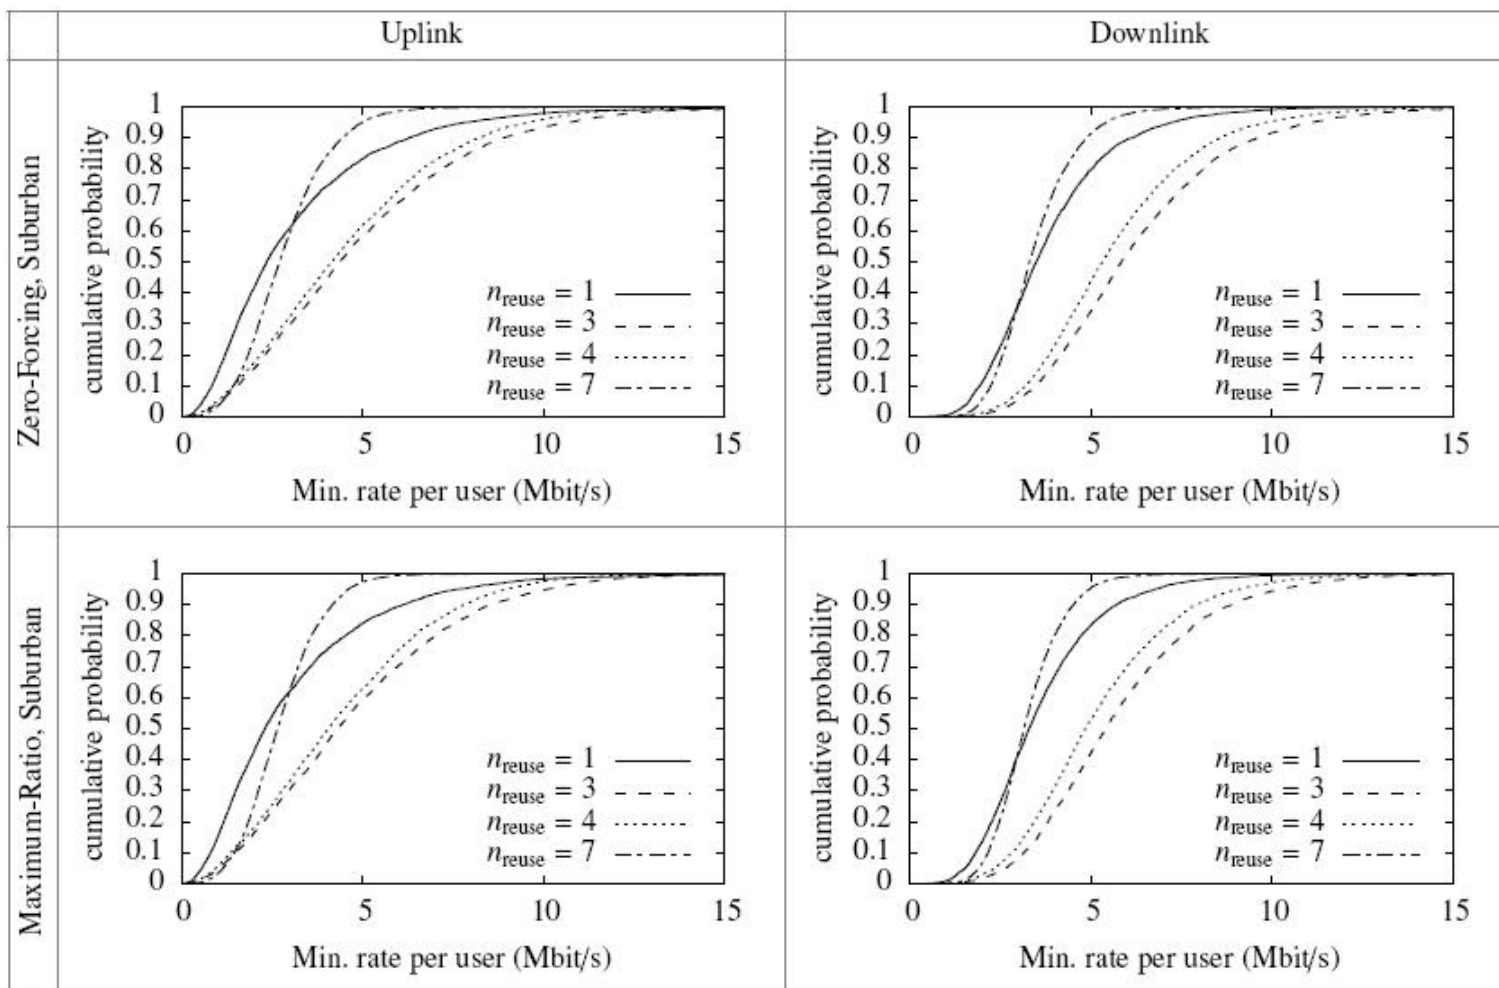 Uplink
Downlink
Zero-Forcing, Suburban
cumulative probability
1
0.9
0.8
0.7
0.6
0.5
0.4
0.3
0.2
0.1
0
n_reuse = 1
n_reuse = 3
n_reuse = 4
n_reuse = 7
0 5 10 15
Min. rate per user (Mbit/s)
cumulative probability
1
0.9
0.8
0.7
0.6
0.5
0.4
0.3
0.2
0.1
0
n_reuse = 1
n_reuse = 3
n_reuse = 4
n_reuse = 7
0 5 10 15
Min. rate per user (Mbit/s)
Maximum-Ratio, Suburban
cumulative probability
1
0.9
0.8
0.7
0.6
0.5
0.4
0.3
0.2
0.1
0
n_reuse = 1
n_reuse = 3
n_reuse = 4
n_reuse = 7
0 5 10 15
Min. rate per user (Mbit/s)
cumulative probability
1
0.9
0.8
0.7
0.6
0.5
0.4
0.3
0.2
0.1
0
n_reuse = 1
n_reuse = 3
n_reuse = 4
n_reuse = 7
0 5 10 15
Min. rate per user (Mbit/s)